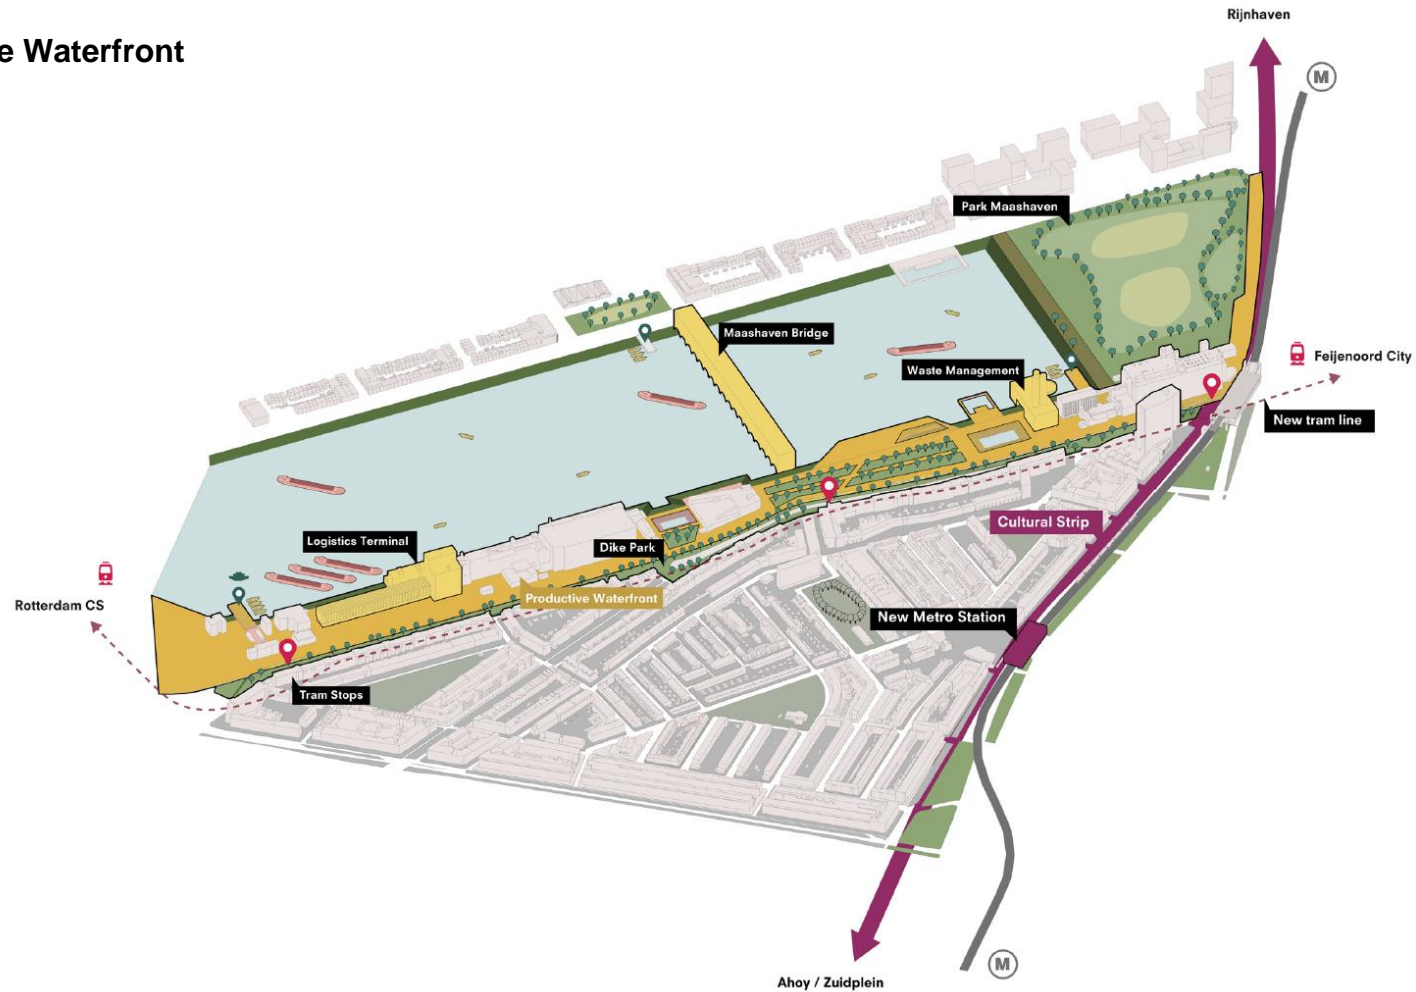 Rijnhaven
e Waterfront
M
Park Maashaven
Maashaven Bridge
Waste Management
Feijenoord City
New tram line
Cultural Strip
Logistics Terminal
Dike Park
Productive Waterfront
Rotterdam CS
New Metro Station
Tram Stops
M
Ahoy / Zuidplein